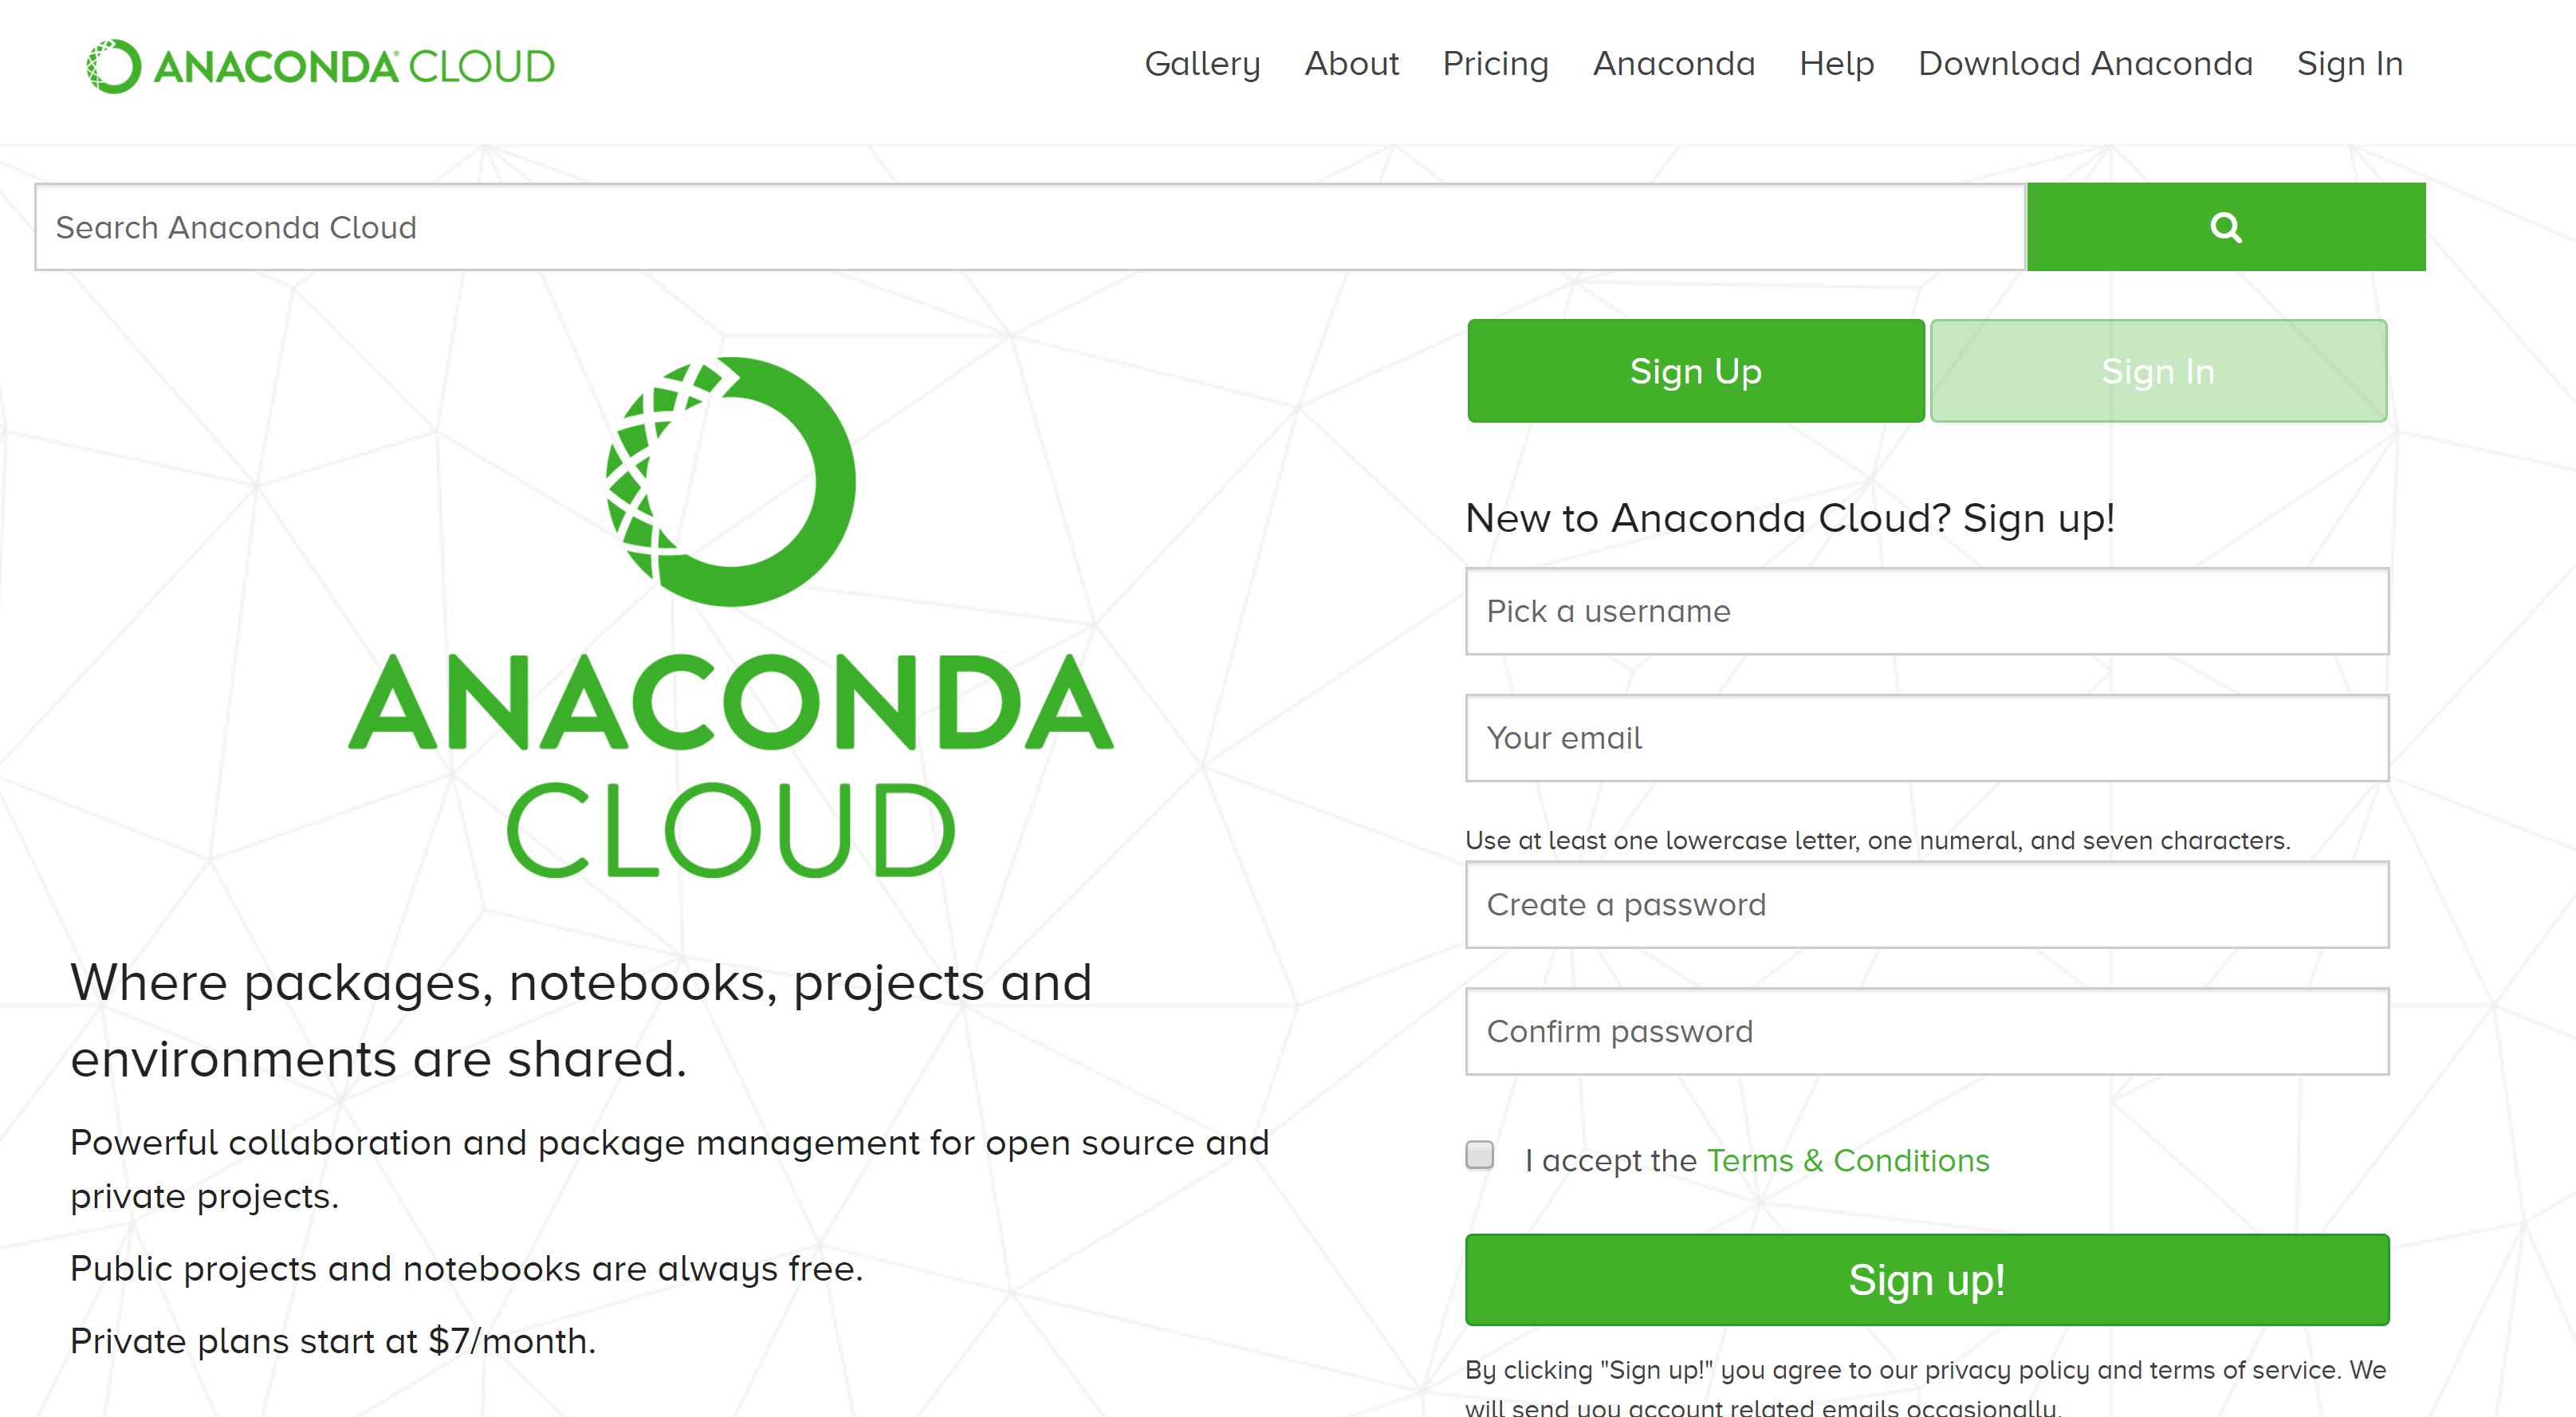 ANACONDA® CLOUD
Gallery About Pricing Anaconda Help Download Anaconda Sign In
Search Anaconda Cloud
Sign Up Sign In
ANACONDA
CLOUD
Where packages, notebooks, projects and
environments are shared.
Powerful collaboration and package management for open source and
private projects.
Public projects and notebooks are always free.
Private plans start at $7/month.
New to Anaconda Cloud? Sign up!
Pick a username
Your email
Use at least one lowercase letter, one numeral, and seven characters.
Create a password
Confirm password
I accept the Terms & Conditions
Sign up!
By clicking "Sign up!" you agree to our privacy policy and terms of service. We
will send you account related emails occasionally.